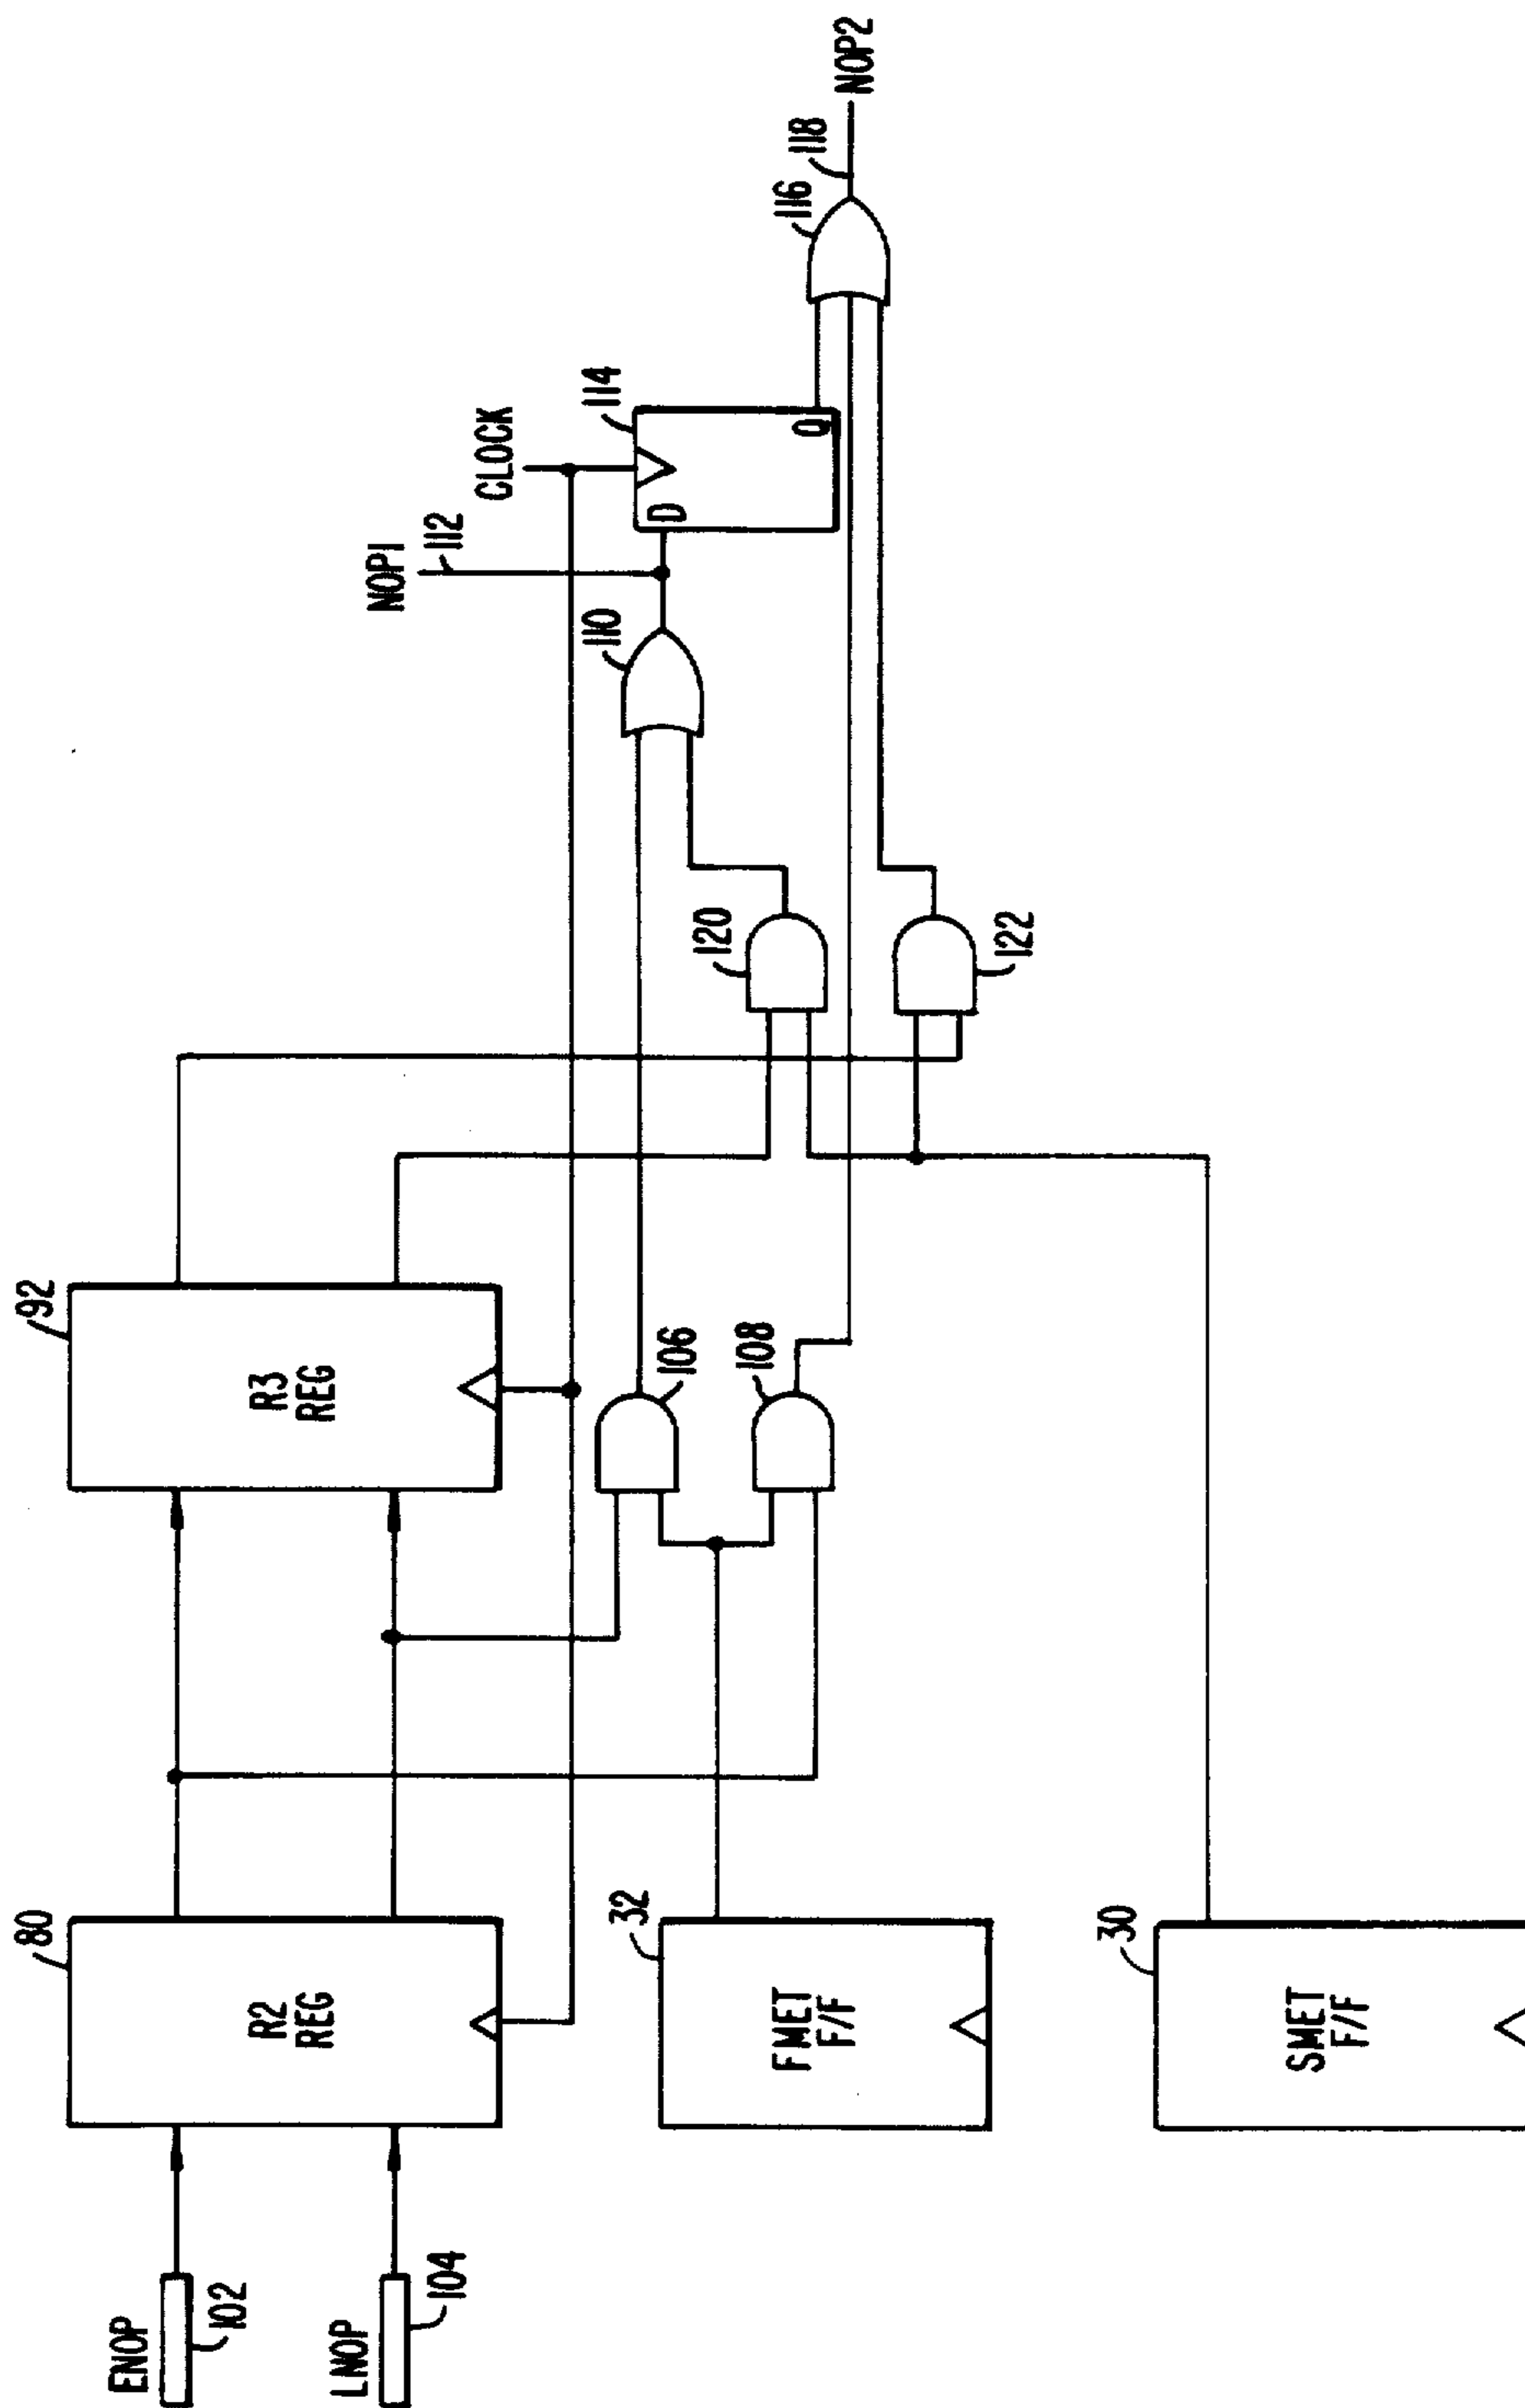 ENOP
102
LNOP
104
80
R2
REG
32
FMET
F/F
30
SMET
F/F
92
R3
REG
106
108
120
122
110
NOP1
112
CLOCK
114
D
Q
116
118
NOP2